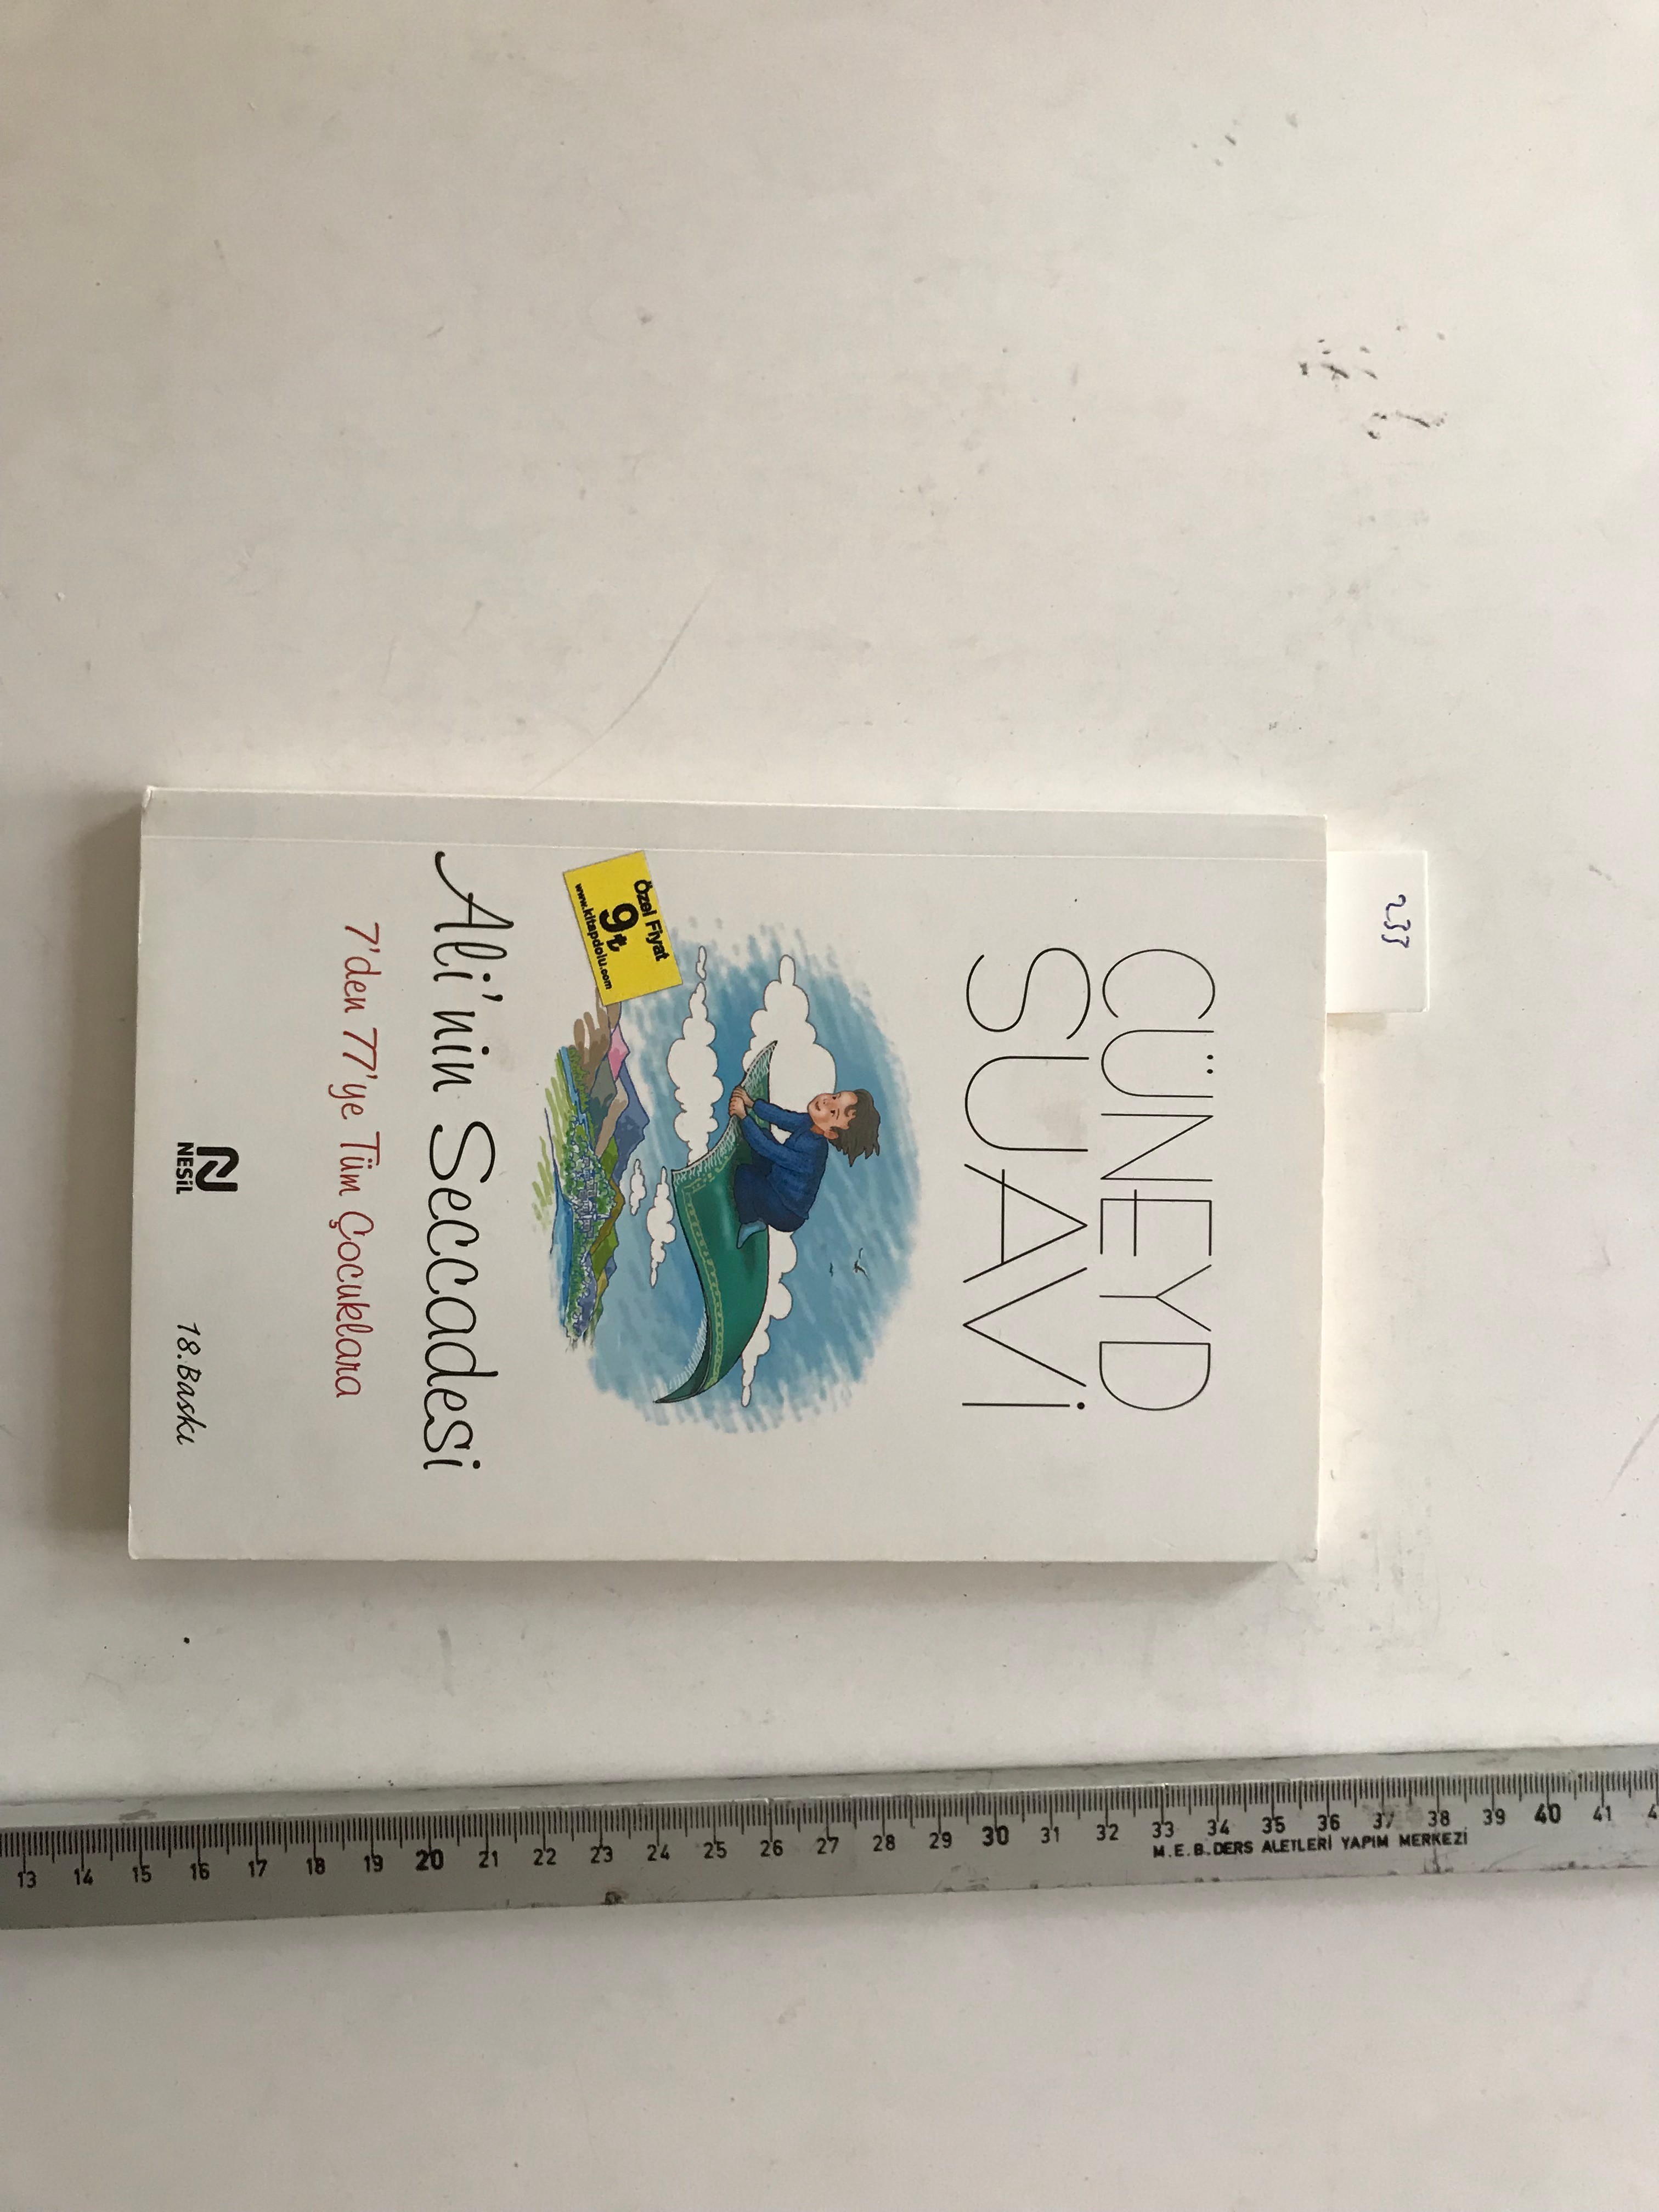 233
CÜNEYD
SUAVİ
Özel Fiyat
9₺
www.kitapdolu.com
Ali'nin Seccadesi
7'den 77'ye Tüm Çocuklara
NESİL
18.Baskı
13 14 15 16 17 18 19 20 21 22 23 24 25 26 27 28 29 30 31 32 33 34 35 36 37 38 39 40 41 4
M.E.B. DERS ALETLERİ YAPIM MERKEZİ